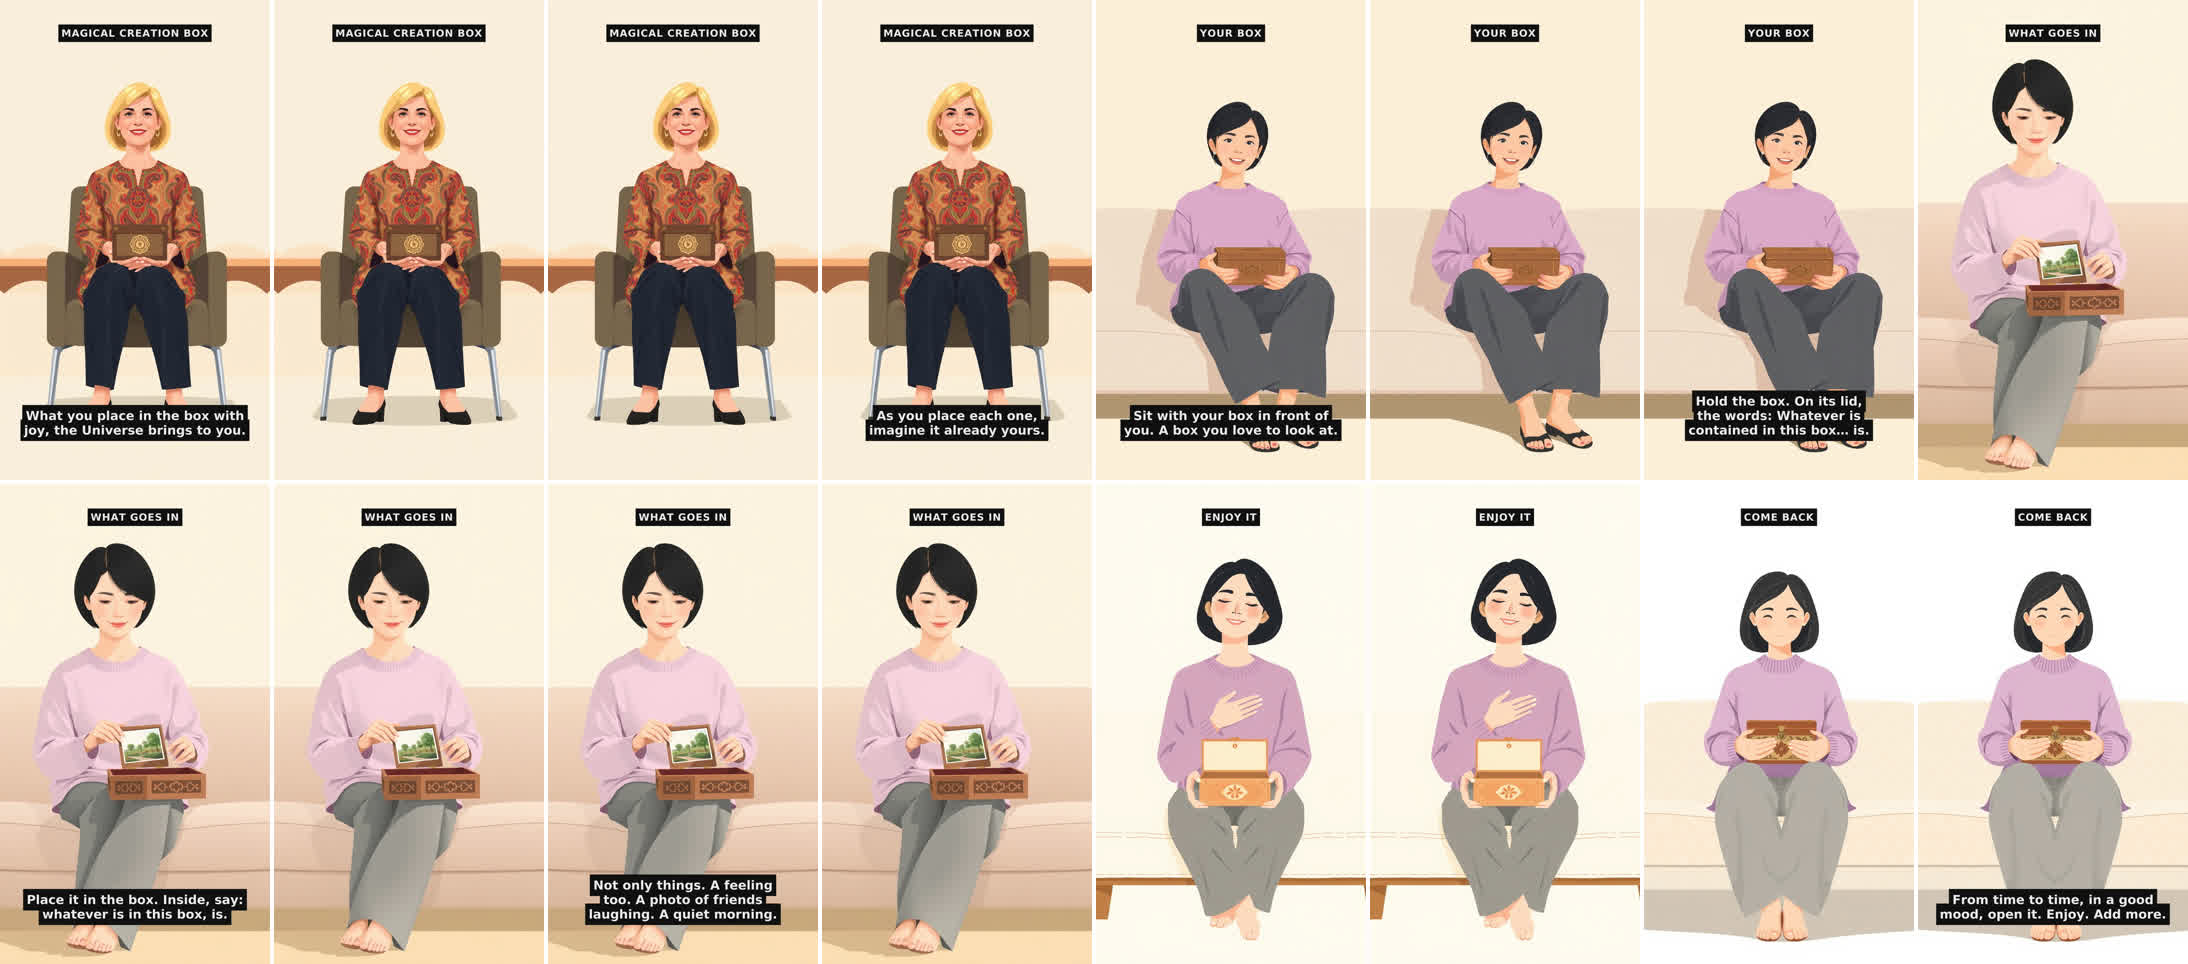 MAGICAL CREATION BOX
What you place in the box with
joy, the Universe brings to you.
MAGICAL CREATION BOX
MAGICAL CREATION BOX
MAGICAL CREATION BOX
As you place each one,
imagine it already yours.
YOUR BOX
Sit with your box in front of
you. A box you love to look at.
YOUR BOX
YOUR BOX
Hold the box. On its lid,
the words: Whatever is
contained in this box... is.
WHAT GOES IN
WHAT GOES IN
Place it in the box. Inside, say:
whatever is in this box, is.
WHAT GOES IN
WHAT GOES IN
Not only things. A feeling
too. A photo of friends
laughing. A quiet morning.
WHAT GOES IN
ENJOY IT
ENJOY IT
COME BACK
COME BACK
From time to time, in a good
mood, open it. Enjoy. Add more.